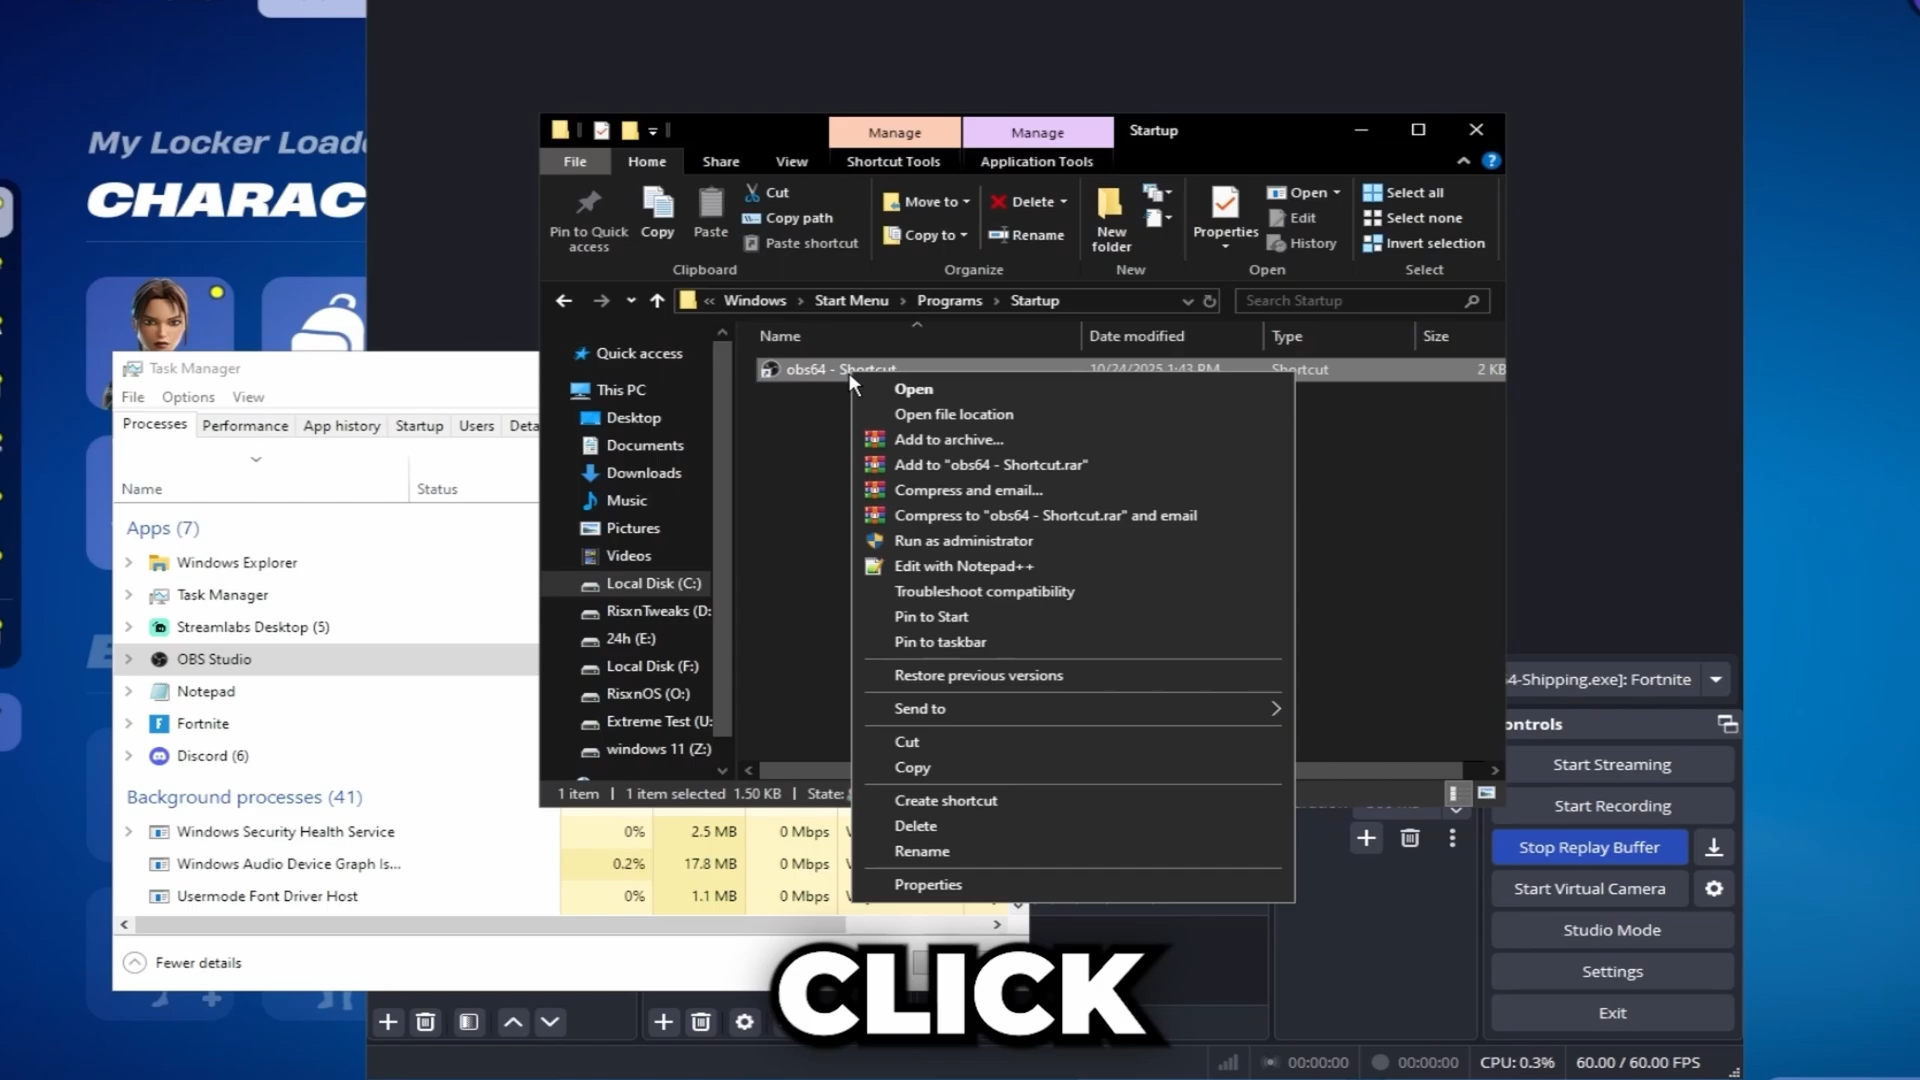 My Locker Load
CHARAC
Manage
Manage
Startup
File
Home
Share
View
Shortcut Tools
Application Tools
Pin to Quick
access
Copy
Paste
Cut
Copy path
Paste shortcut
Clipboard
Move to
Copy to
Delete
Rename
Organize
New
folder
New
Properties
Open
Edit
History
Open
Select all
Select none
Invert selection
Select
« Windows › Start Menu › Programs › Startup
Search Startup
Name
Date modified
Type
Size
obs64 - Shortcut
10/24/2025 1:43 PM
Shortcut
2 KB
Quick access
This PC
Desktop
Documents
Downloads
Music
Pictures
Videos
Local Disk (C:)
RisxnTweaks (D:
24h (E:)
Local Disk (F:)
RisxnOS (O:)
Extreme Test (U:
windows 11 (Z:)
1 item | 1 item selected 1.50 KB | State:
Open
Open file location
Add to archive...
Add to "obs64 - Shortcut.rar"
Compress and email...
Compress to "obs64 - Shortcut.rar" and email
Run as administrator
Edit with Notepad++
Troubleshoot compatibility
Pin to Start
Pin to taskbar
Restore previous versions
Send to
Cut
Copy
Create shortcut
Delete
Rename
Properties
Task Manager
File Options View
Processes Performance App history Startup Users Deta
Name
Status
Apps (7)
Windows Explorer
Task Manager
Streamlabs Desktop (5)
OBS Studio
Notepad
Fortnite
Discord (6)
Background processes (41)
Windows Security Health Service 0% 2.5 MB 0 Mbps
Windows Audio Device Graph Is... 0.2% 17.8 MB 0 Mbps
Usermode Font Driver Host 0% 1.1 MB 0 Mbps
Fewer details
4-Shipping.exe]: Fortnite
ontrols
Start Streaming
Start Recording
Stop Replay Buffer
Start Virtual Camera
Studio Mode
Settings
Exit
CLICK
00:00:00
00:00:00
CPU: 0.3%
60.00 / 60.00 FPS